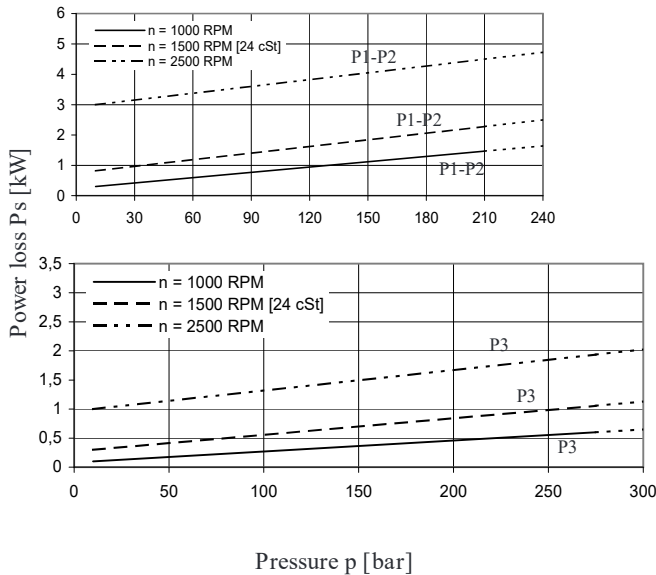 Power loss Ps [kW]
6
5
4
3
2
1
0
n = 1000 RPM
n = 1500 RPM [24 cSt]
n = 2500 RPM
P1-P2
P1-P2
P1-P2
0 30 60 90 120 150 180 210 240
3,5
3
2,5
2
1,5
1
0,5
0
n = 1000 RPM
n = 1500 RPM [24 cSt]
n = 2500 RPM
P3
P3
P3
0 50 100 150 200 250 300
Pressure p [bar]